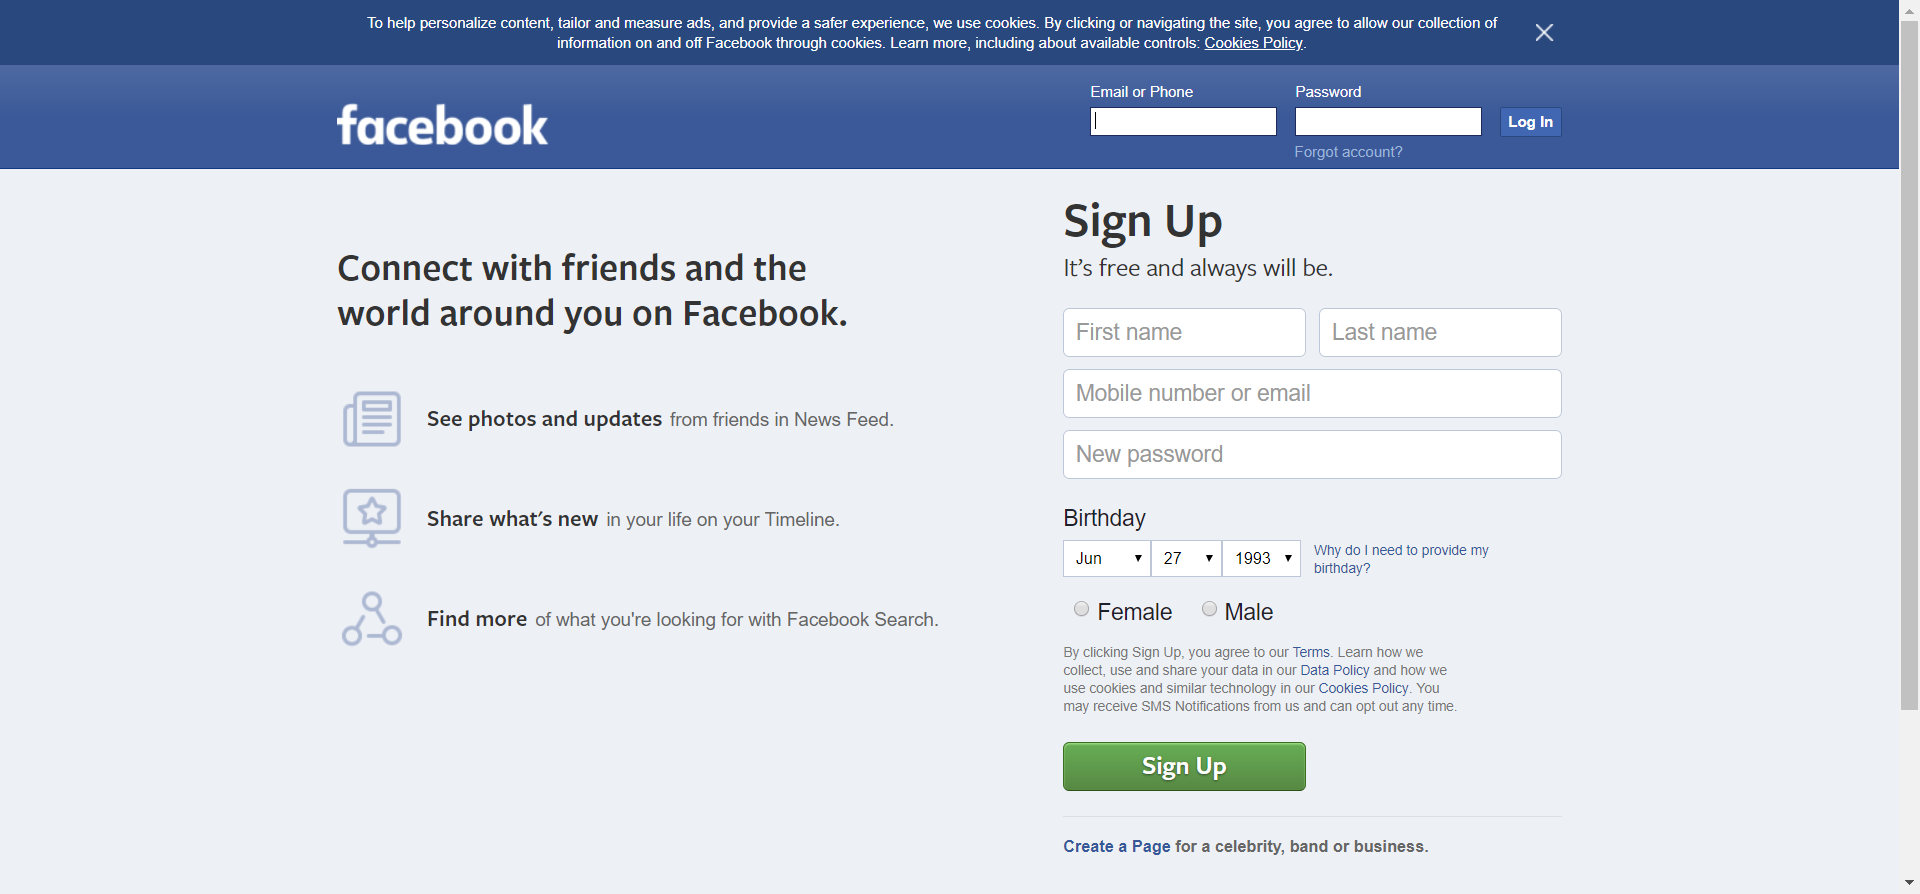 To help personalize content, tailor and measure ads, and provide a safer experience, we use cookies. By clicking or navigating the site, you agree to allow our collection of
information on and off Facebook through cookies. Learn more, including about available controls: Cookies Policy.
facebook
Email or Phone
Password
Log In
Forgot account?
Connect with friends and the
world around you on Facebook.
See photos and updates from friends in News Feed.
Share what's new in your life on your Timeline.
Find more of what you're looking for with Facebook Search.
Sign Up
It's free and always will be.
First name
Last name
Mobile number or email
New password
Birthday
Jun 27 1993
Why do I need to provide my
birthday?
Female Male
By clicking Sign Up, you agree to our Terms. Learn how we
collect, use and share your data in our Data Policy and how we
use cookies and similar technology in our Cookies Policy. You
may receive SMS Notifications from us and can opt out any time.
Sign Up
Create a Page for a celebrity, band or business.